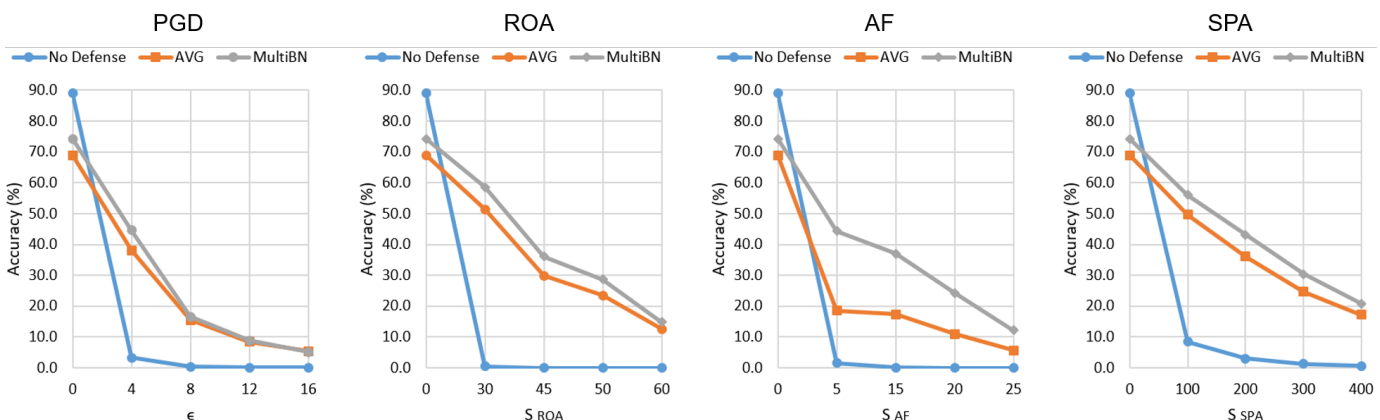 PGD ROA AF SPA
No Defense AVG MultiBN No Defense AVG MultiBN No Defense AVG MultiBN No Defense AVG MultiBN
90.0 90.0 90.0 90.0
80.0 80.0 80.0 80.0
70.0 70.0 70.0 70.0
60.0 60.0 60.0 60.0
50.0 50.0 50.0 50.0
40.0 40.0 40.0 40.0
30.0 30.0 30.0 30.0
20.0 20.0 20.0 20.0
10.0 10.0 10.0 10.0
0.0 0.0 0.0 0.0
Accuracy (%) Accuracy (%) Accuracy (%) Accuracy (%)
0 4 8 12 16 0 30 45 50 60 0 5 15 20 25 0 100 200 300 400
ϵ S ROA S AF S SPA